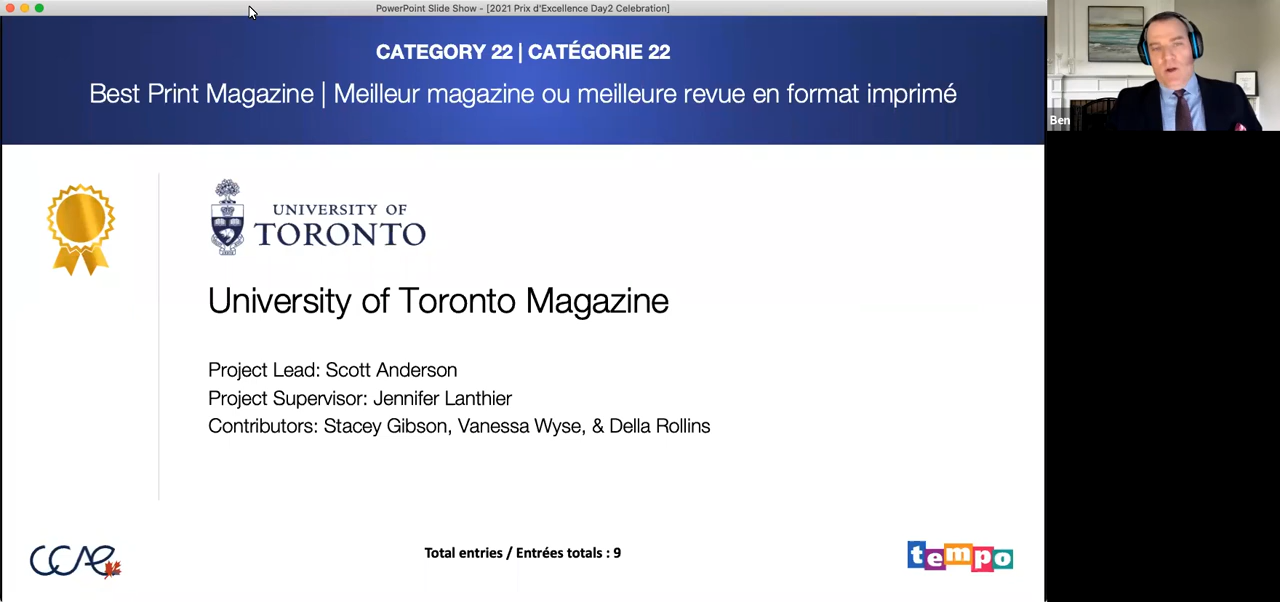 PowerPoint Slide Show - [2021 Prix d'Excellence Day2 Celebration]
CATEGORY 22 | CATÉGORIE 22
Best Print Magazine | Meilleur magazine ou meilleure revue en format imprimé
Ben
UNIVERSITY OF
TORONTO
University of Toronto Magazine
Project Lead: Scott Anderson
Project Supervisor: Jennifer Lanthier
Contributors: Stacey Gibson, Vanessa Wyse, & Della Rollins
CCAE
Total entries / Entrées totals : 9
tempo